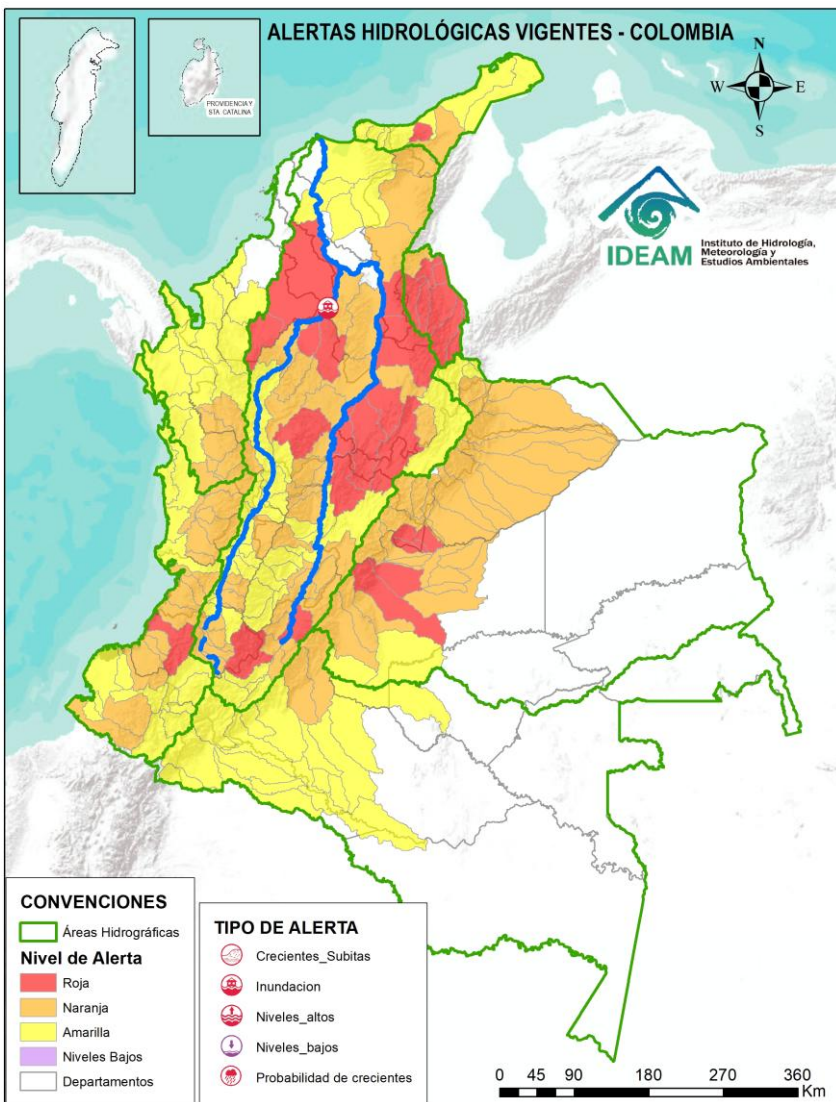 ALERTAS HIDROLÓGICAS VIGENTES - COLOMBIA
PROVIDENCIA Y
STA. CATALINA
N
W E
S
IDEAM
Instituto de Hidrología,
Meteorología y
Estudios Ambientales
CONVENCIONES
Áreas Hidrográficas
Nivel de Alerta
Roja
Naranja
Amarilla
Niveles Bajos
Departamentos
TIPO DE ALERTA
Crecientes_Subitas
Inundacion
Niveles_altos
Niveles_bajos
Probabilidad de crecientes
0 45 90 180 270 360
Km